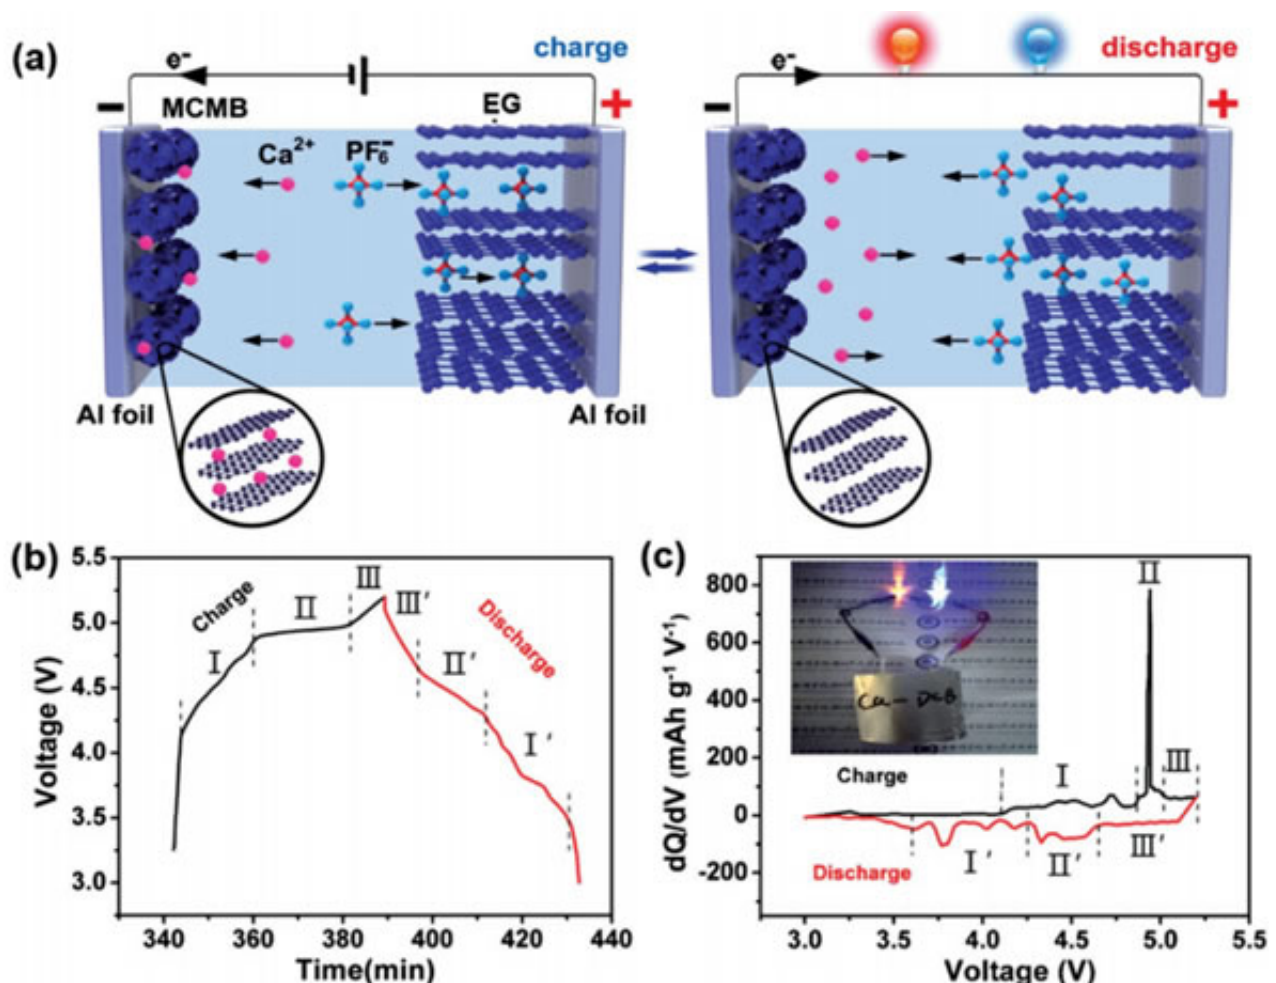 (a)
charge
discharge
e⁻
e⁻
−
MCMB
EG
+
−
+
Ca²⁺
PF₆⁻
Al foil
Al foil
(b)
5.5
5.0
4.5
4.0
3.5
3.0
Voltage (V)
Charge
I
II
III
III′
II′
I′
Discharge
340
360
380
400
420
440
Time(min)
(c)
800
600
400
200
0
-200
dQ/dV (mAh g⁻¹ V⁻¹)
Ca-DCB
Charge
I
II
III
Discharge
I′
II′
III′
3.0
3.5
4.0
4.5
5.0
5.5
Voltage (V)